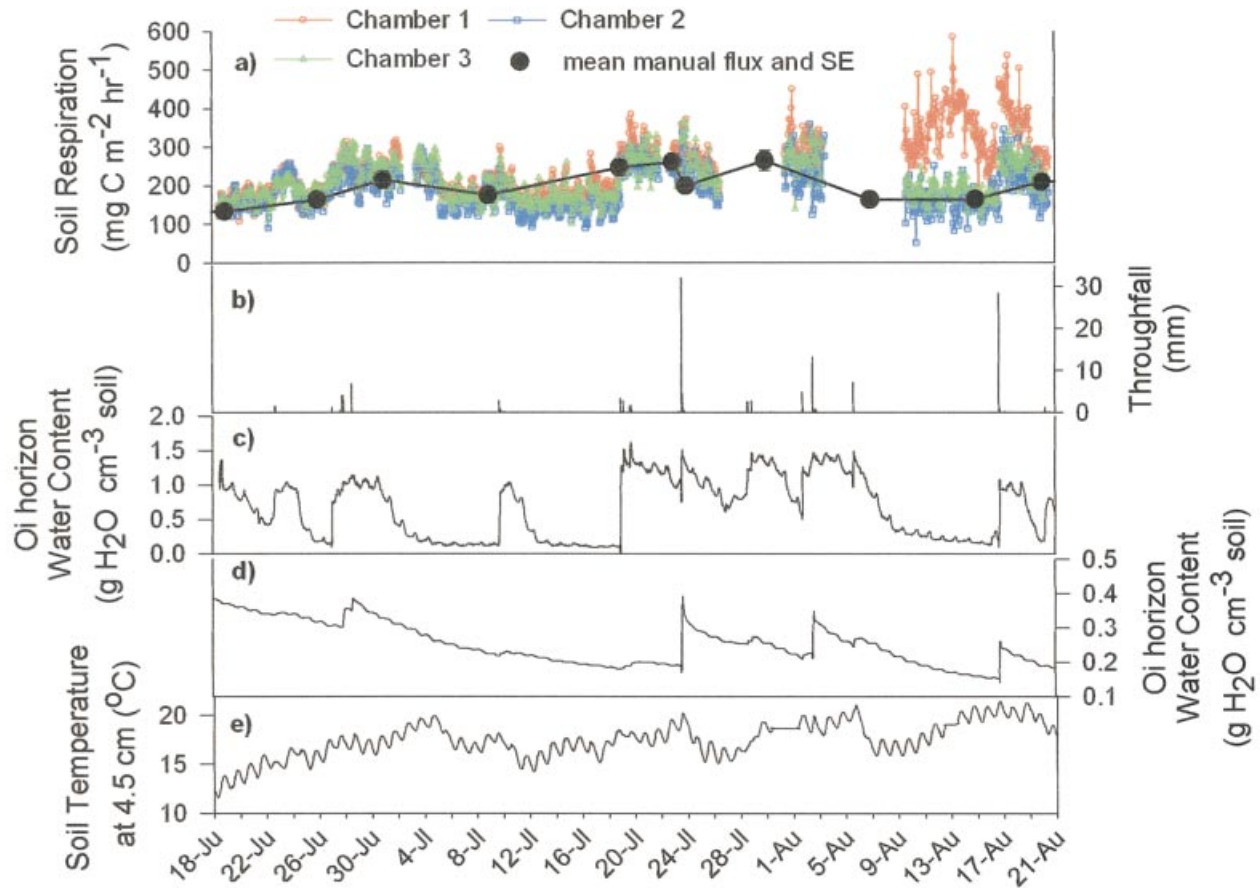 Chamber 1
Chamber 2
Chamber 3
mean manual flux and SE
a)
Soil Respiration
(mg C m⁻² hr⁻¹)
600
500
400
300
200
100
0
b)
30
20
10
0
Throughfall
(mm)
c)
Oi horizon
Water Content
(g H₂O cm⁻³ soil)
2.0
1.5
1.0
0.5
0.0
d)
0.5
0.4
0.3
0.2
0.1
Oi horizon
Water Content
(g H₂O cm⁻³ soil)
e)
Soil Temperature
at 4.5 cm (⁰C)
20
15
10
18-Ju
22-Ju
26-Ju
30-Ju
4-Jl
8-Jl
12-Jl
16-Jl
20-Jl
24-Jl
28-Jl
1-Au
5-Au
9-Au
13-Au
17-Au
21-Au